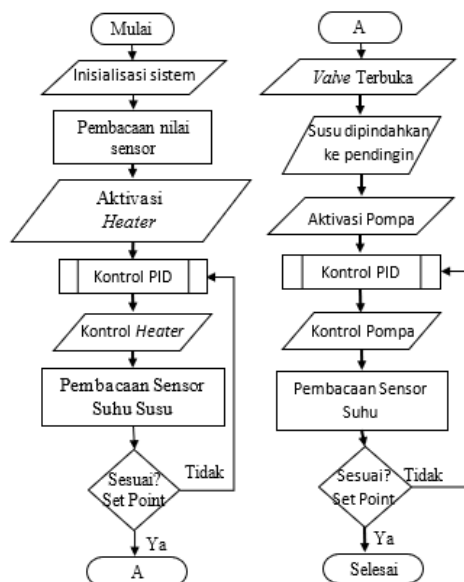 Mulai
Inisialisasi sistem
Pembacaan nilai
sensor
Aktivasi
Heater
Kontrol PID
Kontrol Heater
Pembacaan Sensor
Suhu Susu
Sesuai?
Set Point
Tidak
Ya
A
A
Valve Terbuka
Susu dipindahkan
ke pendingin
Aktivasi Pompa
Kontrol PID
Kontrol Pompa
Pembacaan Sensor
Suhu
Sesuai?
Set Point
Tidak
Ya
Selesai